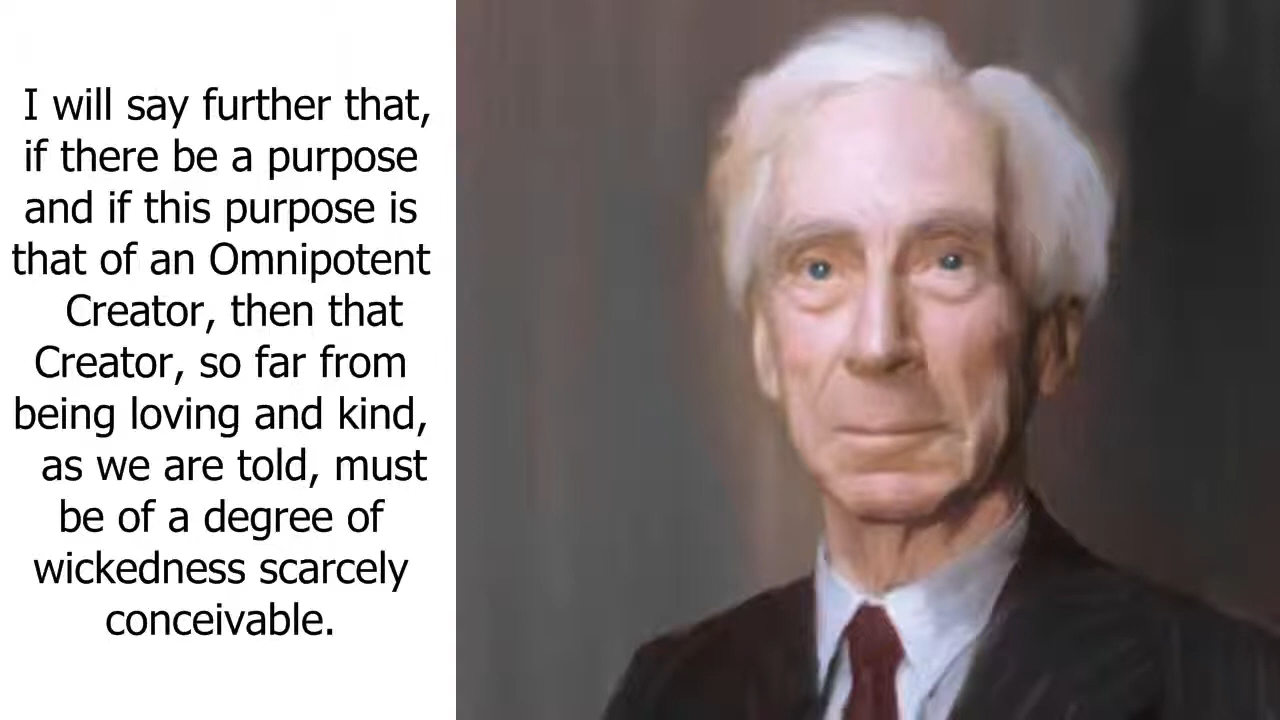 I will say further that,
if there be a purpose
and if this purpose is
that of an Omnipotent
Creator, then that
Creator, so far from
being loving and kind,
as we are told, must
be of a degree of
wickedness scarcely
conceivable.